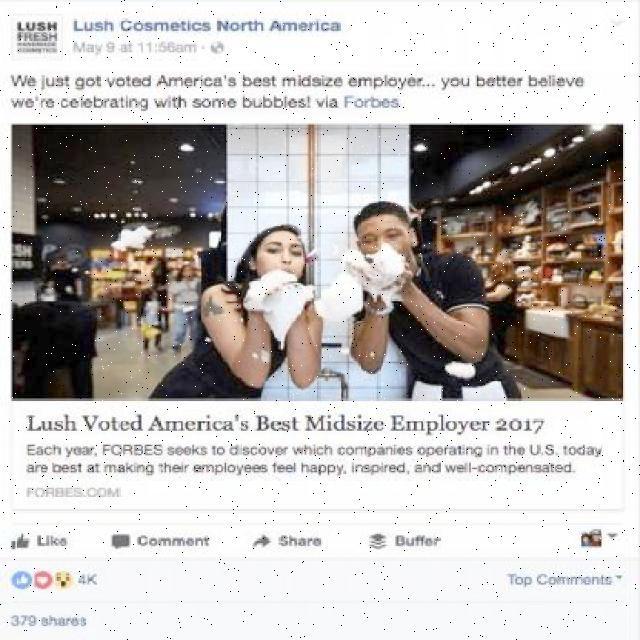 LUSH
FRESH
HANDMADE
COSMETICS
Lush Cosmetics North America
May 9 at 11:56am ·
We just got voted America's best midsize employer... you better believe
we're celebrating with some bubbles! via Forbes.
Lush Voted America's Best Midsize Employer 2017
Each year, FORBES seeks to discover which companies operating in the U.S. today
are best at making their employees feel happy, inspired, and well-compensated.
FORBES.COM
Like Comment Share Buffer
4K Top Comments
379 shares